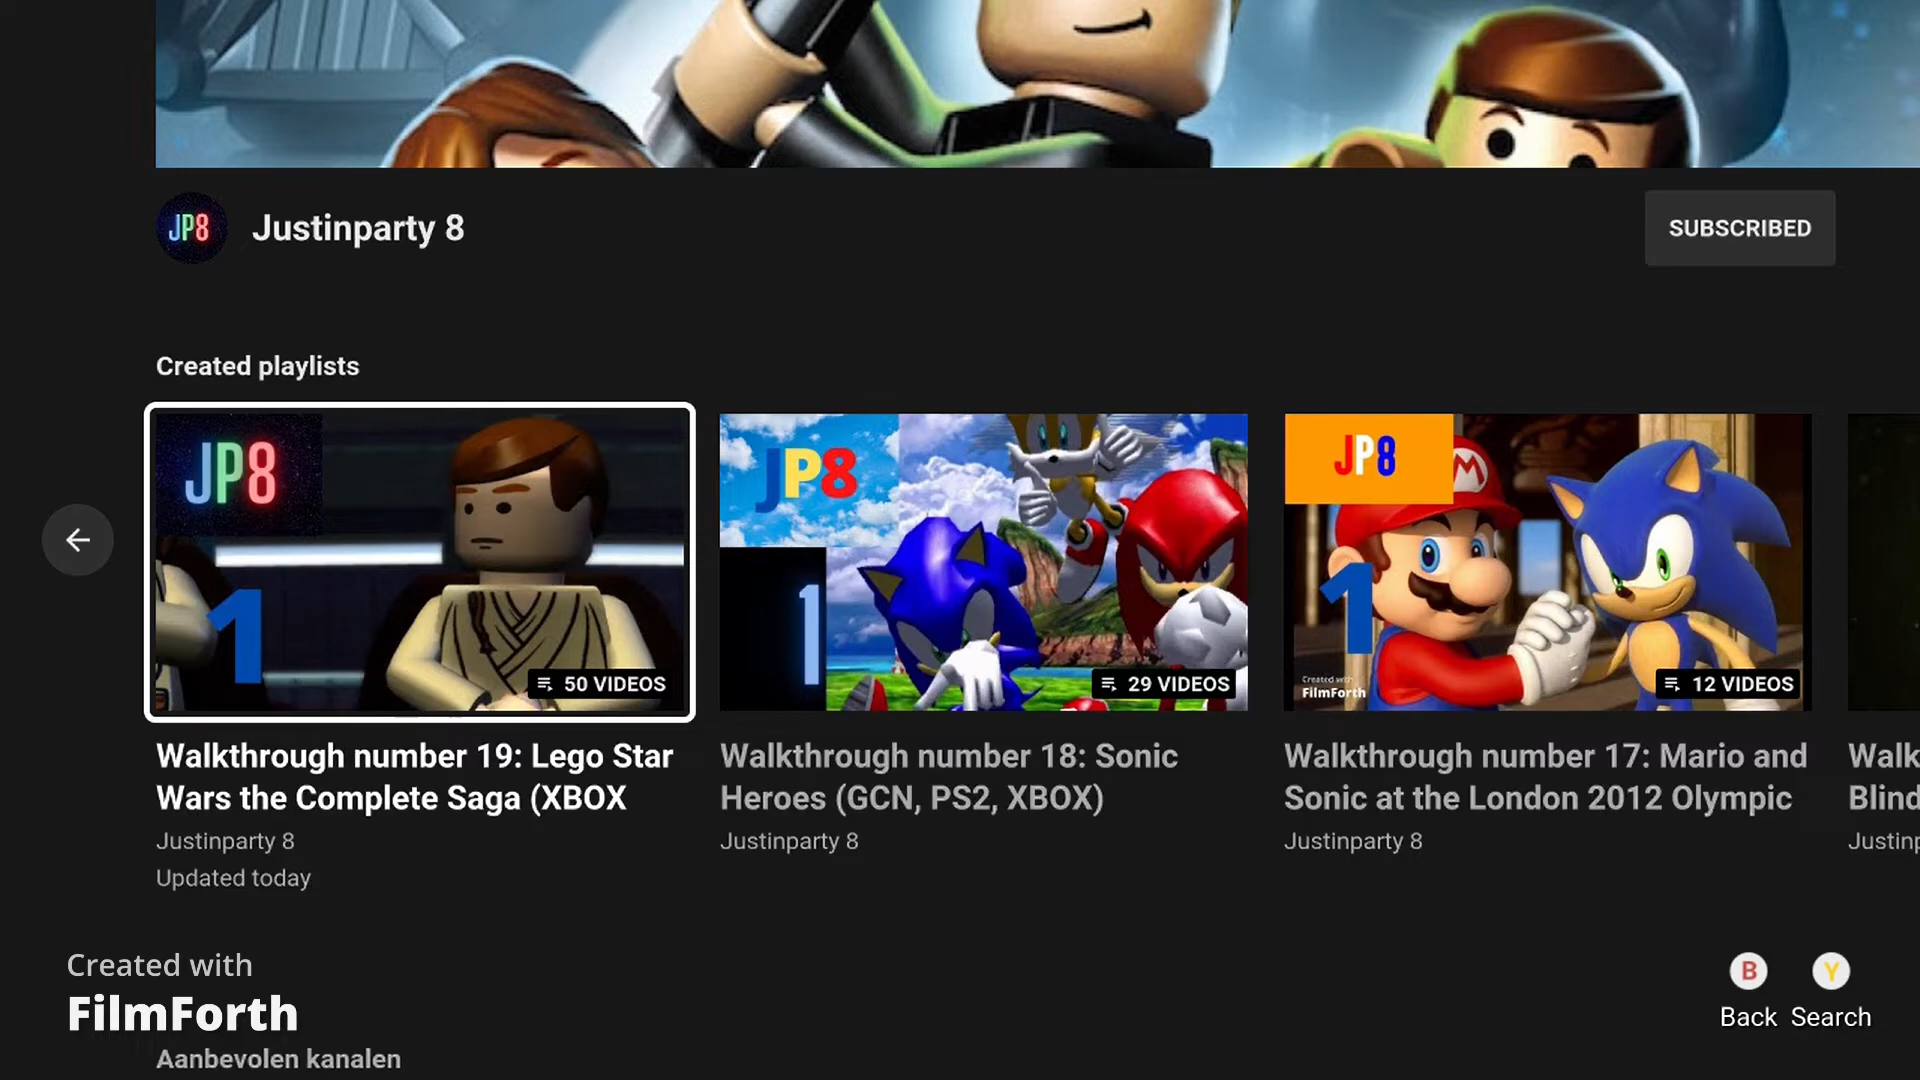 JP8
Justinparty 8
SUBSCRIBED
Created playlists
JP8
1
50 VIDEOS
JP8
1
29 VIDEOS
JP8
M
1
Created with
FilmForth
12 VIDEOS
Walkthrough number 19: Lego Star
Wars the Complete Saga (XBOX
Justinparty 8
Updated today
Walkthrough number 18: Sonic
Heroes (GCN, PS2, XBOX)
Justinparty 8
Walkthrough number 17: Mario and
Sonic at the London 2012 Olympic
Justinparty 8
Walk
Blind
Justinp
Created with
FilmForth
B
Back
Y
Search
Aanbevolen kanalen